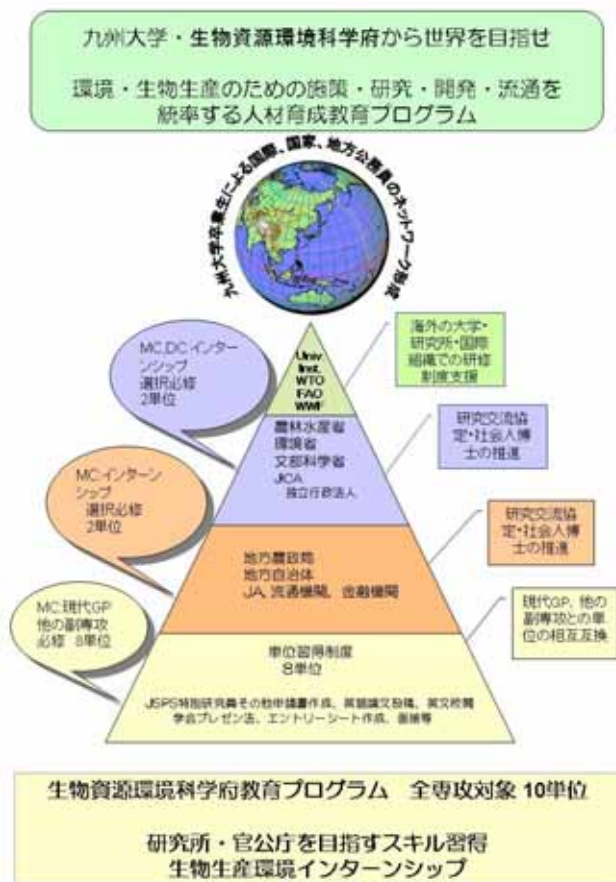 九州大学・生物資源環境科学府から世界を目指せ
環境・生物生産のための施策・研究・開発・流通を
統率する人材育成教育プログラム
九州大学卒業生による国際、国家、地方公務員のネットワーク形成
Univ
Inst.
WTO
FAO
WWF
海外の大学・
研究所・国際
組織での研修
制度支援
MC,DC インター
ンシップ
選択必修
2単位
農林水産省
環境省
文部科学省
JICA
独立行政法人
研究交流協
定・社会人博
士の推進
MC:インターン
シップ
選択必修
2単位
地方農政局
地方自治体
JA, 流通機関、金融機関
研究交流協
定・社会人博
士の推進
MC:現代GP
他の副専攻
必修 8単位
単位習得制度
8単位
JSPS特別研究員その他申請書作成、英語論文投稿、英文校閲
学会プレゼン法、エントリーシート作成、面接等
現代GP、他の
副専攻との単
位の相互互換
生物資源環境科学府教育プログラム 全専攻対象 10単位
研究所・官公庁を目指すスキル習得
生物生産環境インターンシップ